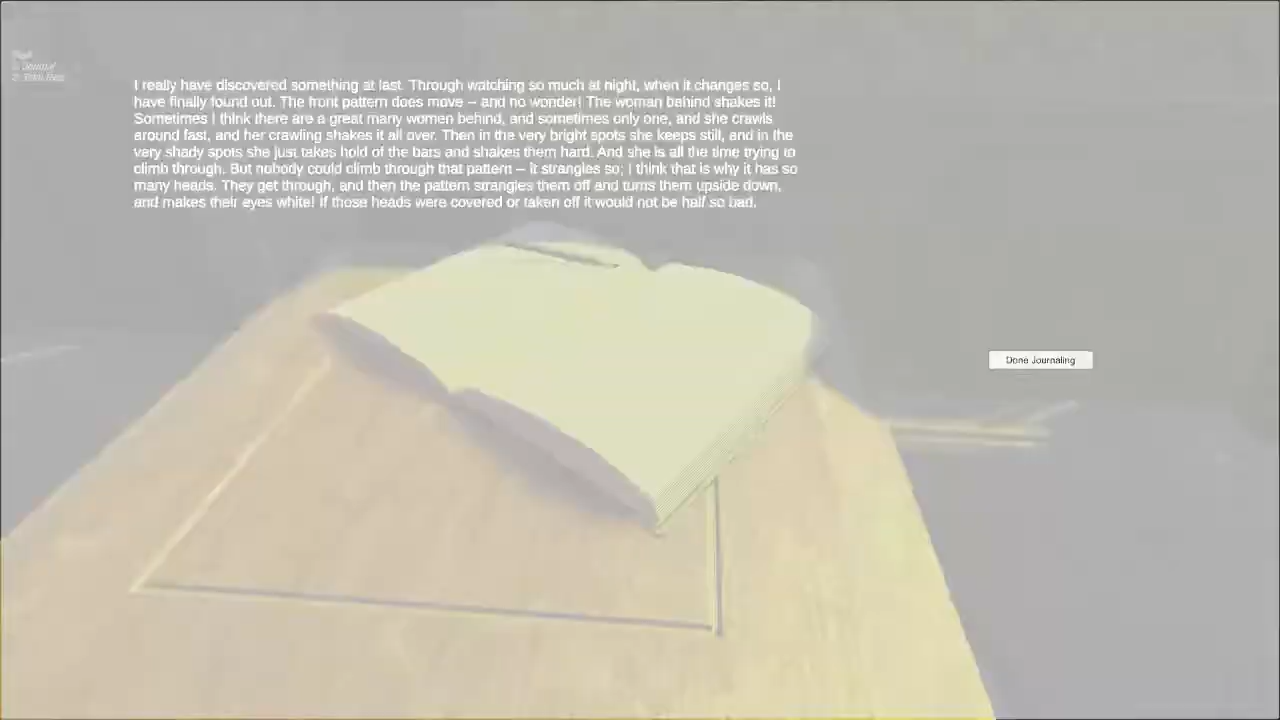 Journal
I really have discovered something at last. Through watching so much at night, when it changes so, I
have finally found out. The front pattern does move – and no wonder! The woman behind shakes it!
Sometimes I think there are a great many women behind, and sometimes only one, and she crawls
around fast, and her crawling shakes it all over. Then in the very bright spots she keeps still, and in the
very shady spots she just takes hold of the bars and shakes them hard. And she is all the time trying to
climb through. But nobody could climb through that pattern – it strangles so; I think that is why it has so
many heads. They get through, and then the pattern strangles them off and turns them upside down,
and makes their eyes white! If those heads were covered or taken off it would not be half so bad.
Done Journaling